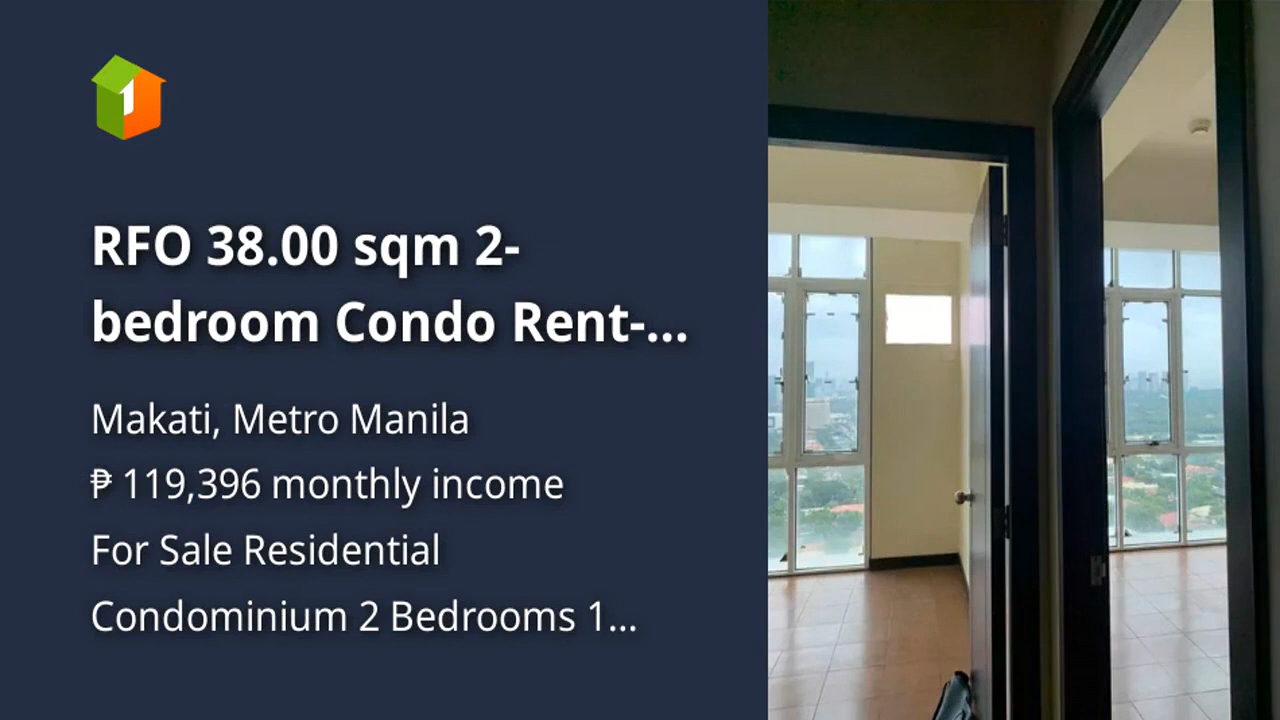 RFO 38.00 sqm 2-
bedroom Condo Rent-...
Makati, Metro Manila
₱ 119,396 monthly income
For Sale Residential
Condominium 2 Bedrooms 1...